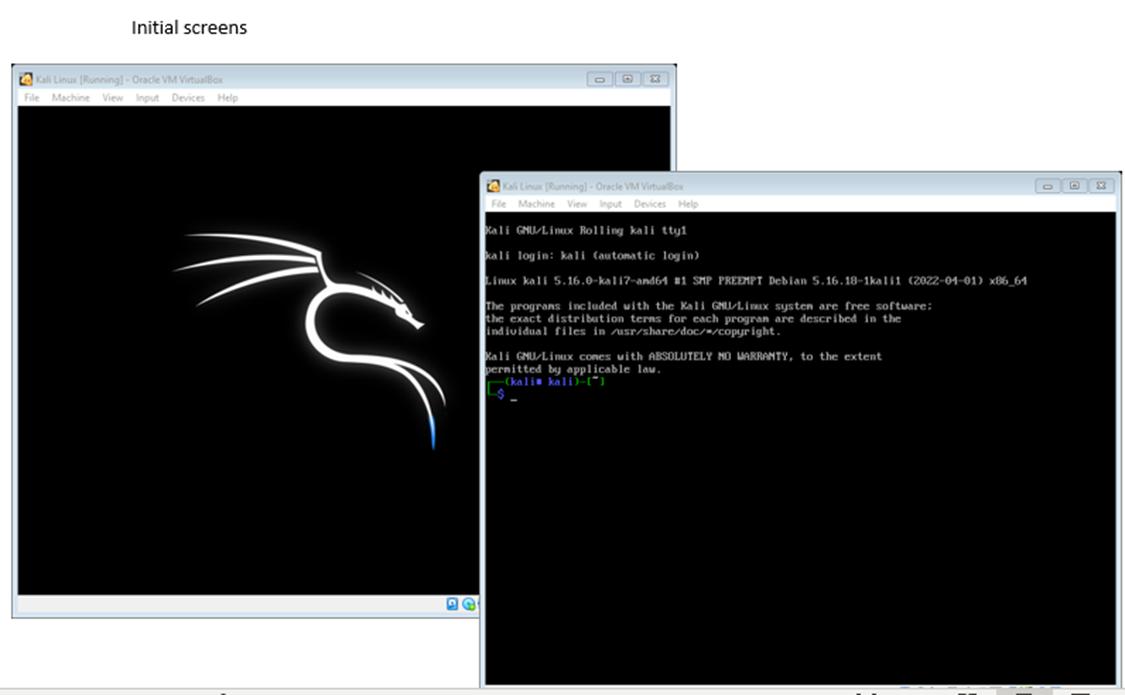 Initial screens
Kali Linux [Running] - Oracle VM VirtualBox
File Machine View Input Devices Help
Kali Linux [Running] - Oracle VM VirtualBox
File Machine View Input Devices Help
Kali GNU/Linux Rolling kali tty1
kali login: kali (automatic login)
Linux kali 5.16.0-kali7-amd64 #1 SMP PREEMPT Debian 5.16.18-1kali1 (2022-04-01) x86_64
The programs included with the Kali GNU/Linux system are free software;
the exact distribution terms for each program are described in the
individual files in /usr/share/doc/*/copyright.
Kali GNU/Linux comes with ABSOLUTELY NO WARRANTY, to the extent
permitted by applicable law.
┌──(kali■ kali)-[~]
└─$ _